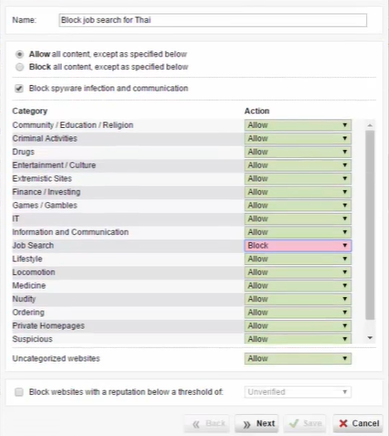 Name: Block job search for Thai
Allow all content, except as specified below
Block all content, except as specified below
Block spyware infection and communication
Category Action
Community / Education / Religion Allow
Criminal Activities Allow
Drugs Allow
Entertainment / Culture Allow
Extremistic Sites Allow
Finance / Investing Allow
Games / Gambles Allow
IT Allow
Information and Communication Allow
Job Search Block
Lifestyle Allow
Locomotion Allow
Medicine Allow
Nudity Allow
Ordering Allow
Private Homepages Allow
Suspicious Allow
Uncategorized websites Allow
Block websites with a reputation below a threshold of: Unverified
Back Next Save Cancel